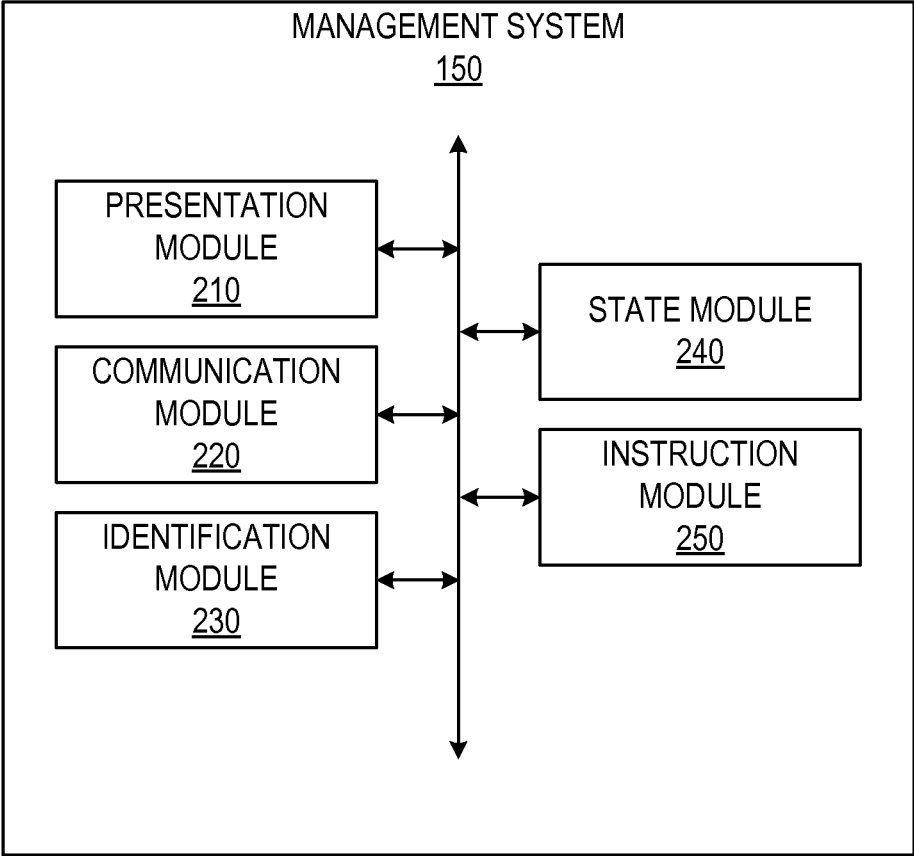 MANAGEMENT SYSTEM
150
PRESENTATION
MODULE
210
COMMUNICATION
MODULE
220
IDENTIFICATION
MODULE
230
STATE MODULE
240
INSTRUCTION
MODULE
250